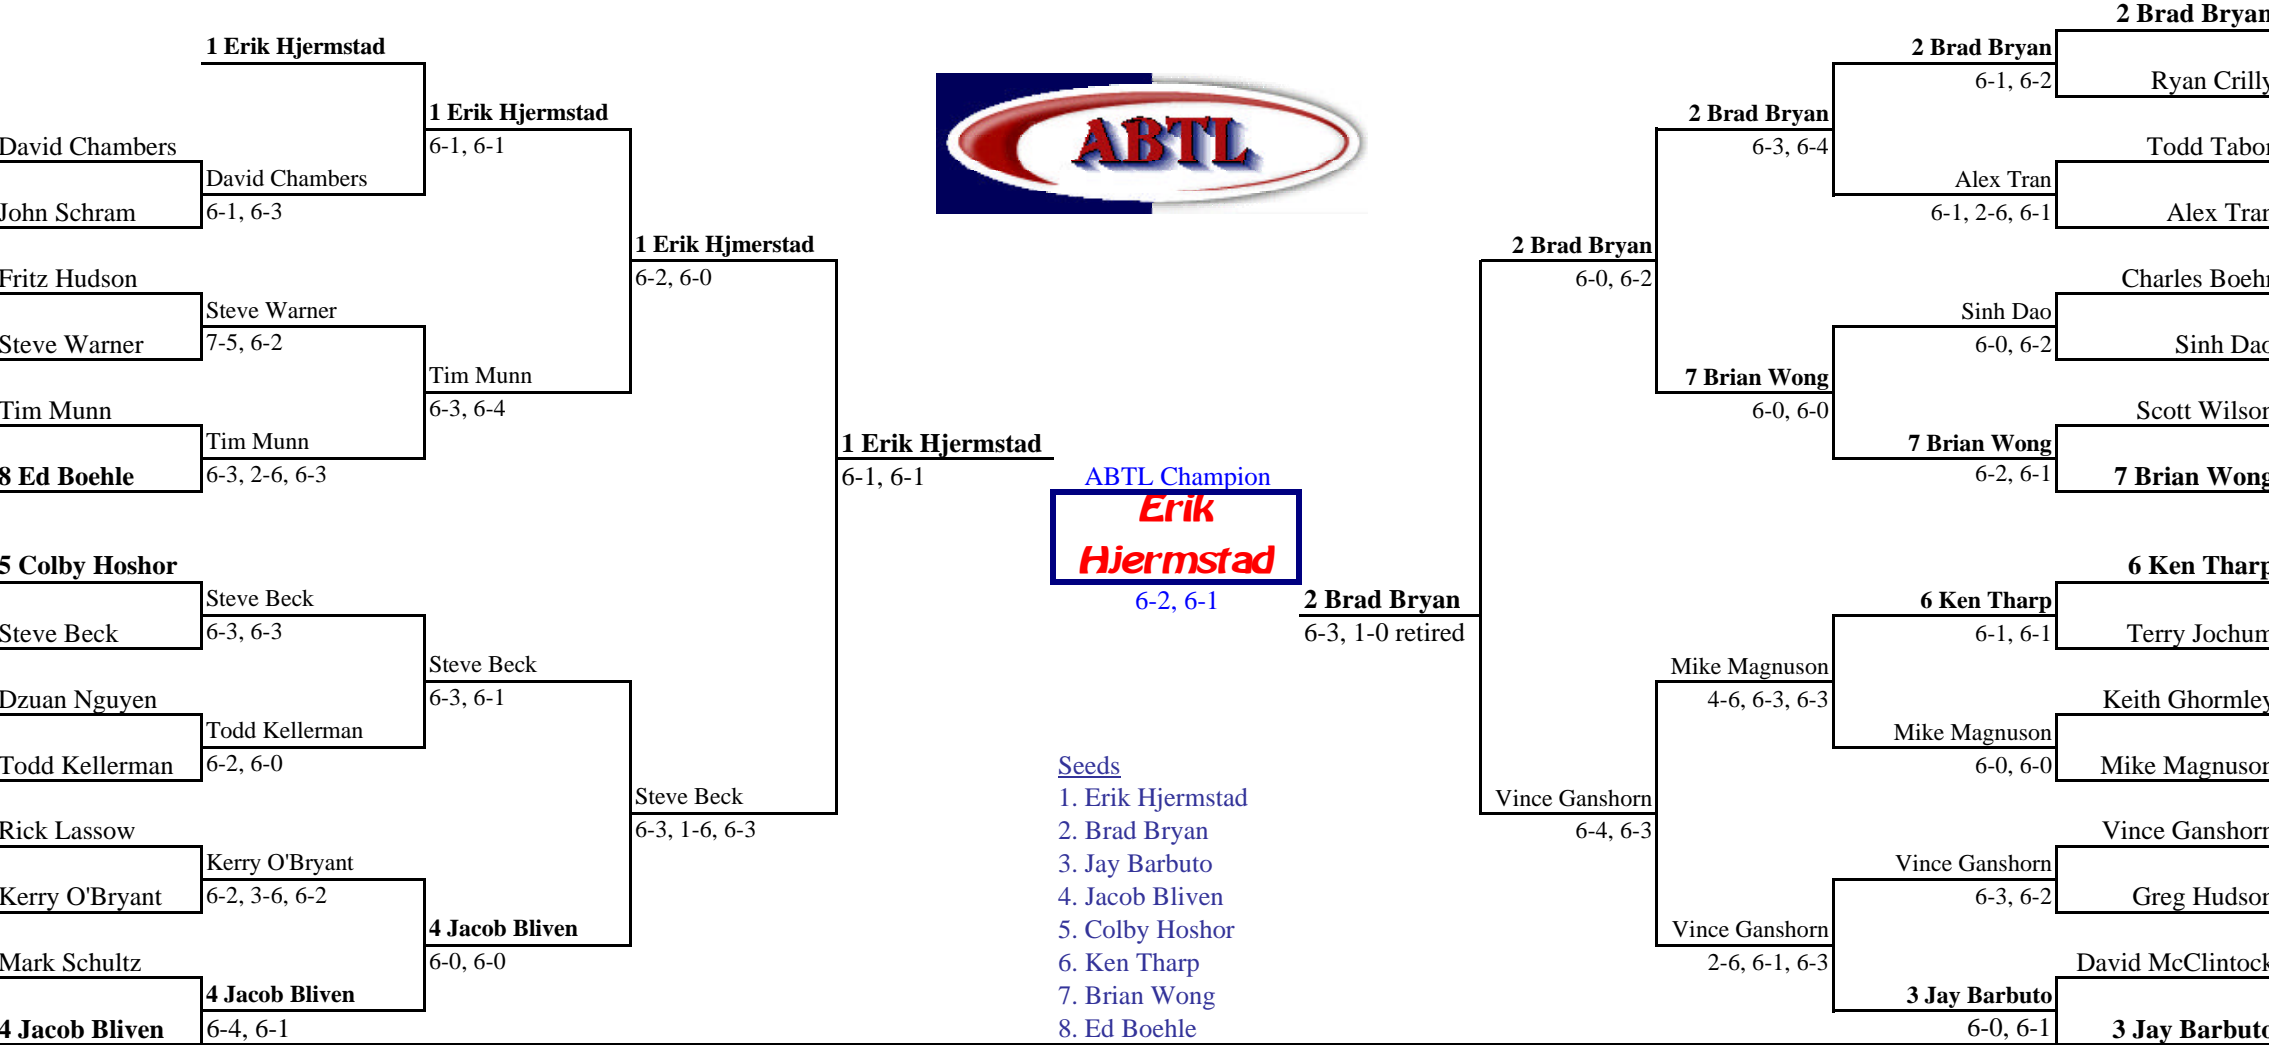 1 Erik Hjermstad
David Chambers
John Schram
Fritz Hudson
Steve Warner
Tim Munn
8 Ed Boehle
5 Colby Hoshor
Steve Beck
Dzuan Nguyen
Todd Kellerman
Rick Lassow
Kerry O'Bryant
Mark Schultz
4 Jacob Bliven
David Chambers
6-1, 6-3
Steve Warner
7-5, 6-2
Tim Munn
6-3, 2-6, 6-3
Steve Beck
6-3, 6-3
Todd Kellerman
6-2, 6-0
Kerry O'Bryant
6-2, 3-6, 6-2
4 Jacob Bliven
6-4, 6-1
1 Erik Hjermstad
6-1, 6-1
Tim Munn
6-3, 6-4
Steve Beck
6-3, 6-1
4 Jacob Bliven
6-0, 6-0
1 Erik Hjmerstad
6-2, 6-0
Steve Beck
6-3, 1-6, 6-3
1 Erik Hjermstad
6-1, 6-1
ABTL
ABTL Champion
Erik
Hjermstad
6-2, 6-1
Seeds
1. Erik Hjermstad
2. Brad Bryan
3. Jay Barbuto
4. Jacob Bliven
5. Colby Hoshor
6. Ken Tharp
7. Brian Wong
8. Ed Boehle
2 Brad Bryan
6-3, 1-0 retired
2 Brad Bryan
6-0, 6-2
Vince Ganshorn
6-4, 6-3
2 Brad Bryan
6-3, 6-4
7 Brian Wong
6-0, 6-0
Mike Magnuson
4-6, 6-3, 6-3
Vince Ganshorn
2-6, 6-1, 6-3
2 Brad Bryan
6-1, 6-2
Alex Tran
6-1, 2-6, 6-1
Sinh Dao
6-0, 6-2
7 Brian Wong
6-2, 6-1
6 Ken Tharp
6-1, 6-1
Mike Magnuson
6-0, 6-0
Vince Ganshorn
6-3, 6-2
3 Jay Barbuto
6-0, 6-1
2 Brad Bryan
Ryan Crilly
Todd Tabor
Alex Tran
Charles Boehr
Sinh Dao
Scott Wilson
7 Brian Wong
6 Ken Tharp
Terry Jochum
Keith Ghormley
Mike Magnuson
Vince Ganshorn
Greg Hudson
David McClintock
3 Jay Barbuto